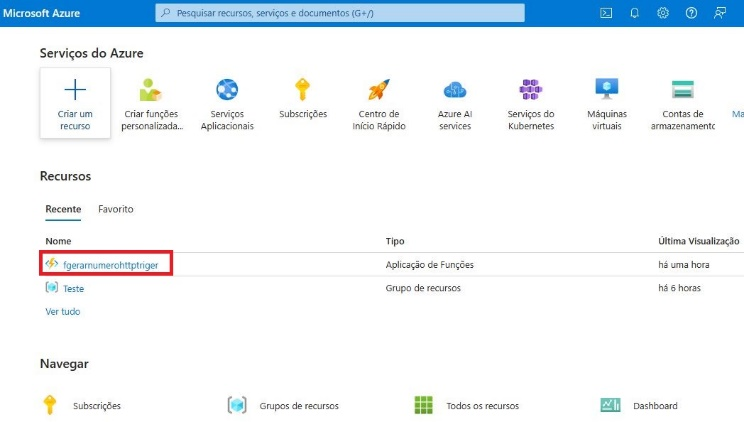 Microsoft Azure
Pesquisar recursos, serviços e documentos (G+/)
Serviços do Azure
Criar um
recurso
Criar funções
personalizada...
Serviços
Aplicacionais
Subscrições
Centro de
Início Rápido
Azure AI
services
Serviços do
Kubernetes
Máquinas
virtuais
Contas de
armazenamento
Ma
Recursos
Recente Favorito
Nome Tipo Última Visualização
fgerarnumerohttptriger Aplicação de Funções há uma hora
Teste Grupo de recursos há 6 horas
Ver tudo
Navegar
Subscrições Grupos de recursos Todos os recursos Dashboard